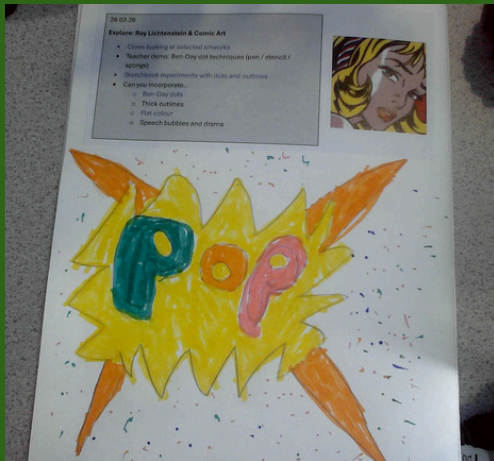 26.02.26
Explore: Roy Lichtenstein & Comic Art
Close-looking at selected artworks
Teacher demo: Ben-Day dot techniques (pen / stencil /
sponge)
Sketchbook experiments with dots and outlines
Can you incorporate...
Ben-Day dots
Thick outlines
Flat colour
Speech bubbles and drama
POP